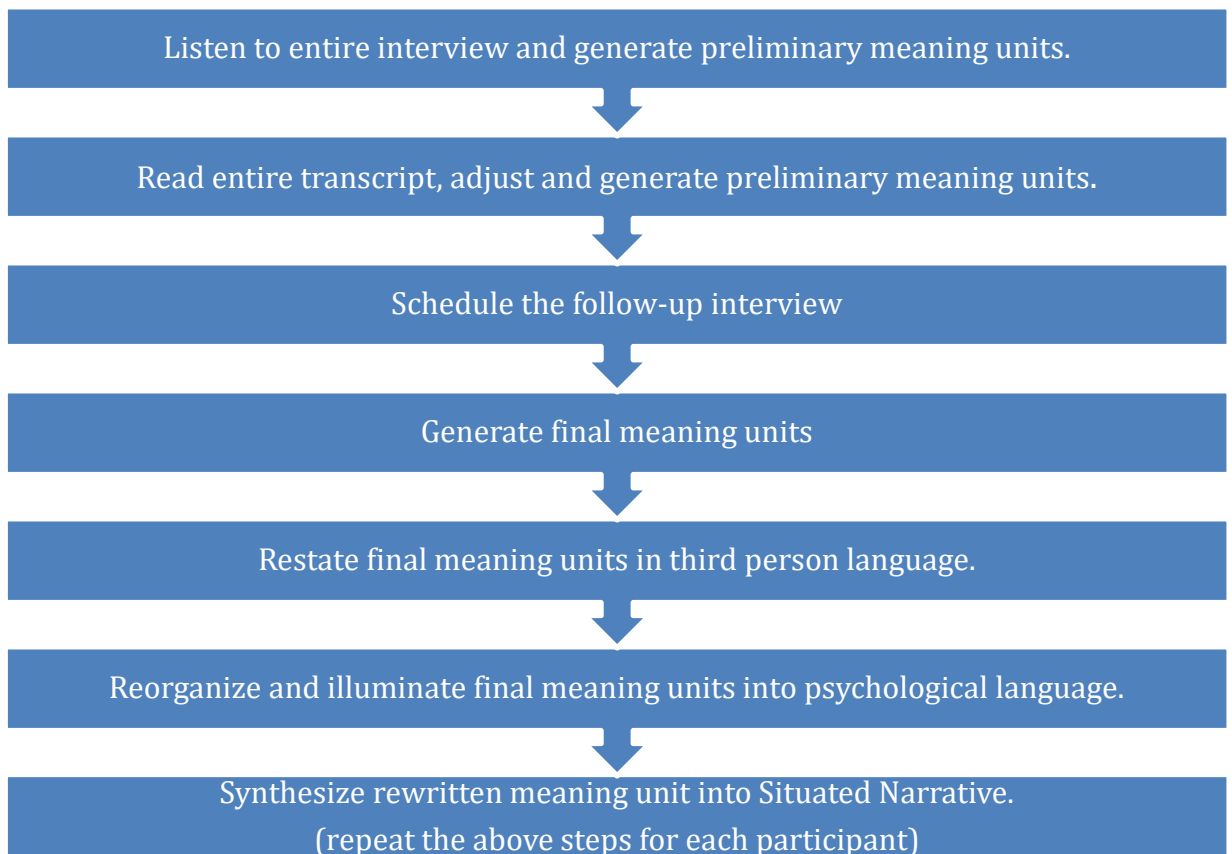 Listen to entire interview and generate preliminary meaning units.
Read entire transcript, adjust and generate preliminary meaning units.
Schedule the follow-up interview
Generate final meaning units
Restate final meaning units in third person language.
Reorganize and illuminate final meaning units into psychological language.
Synthesize rewritten meaning unit into Situated Narrative.
(repeat the above steps for each participant)